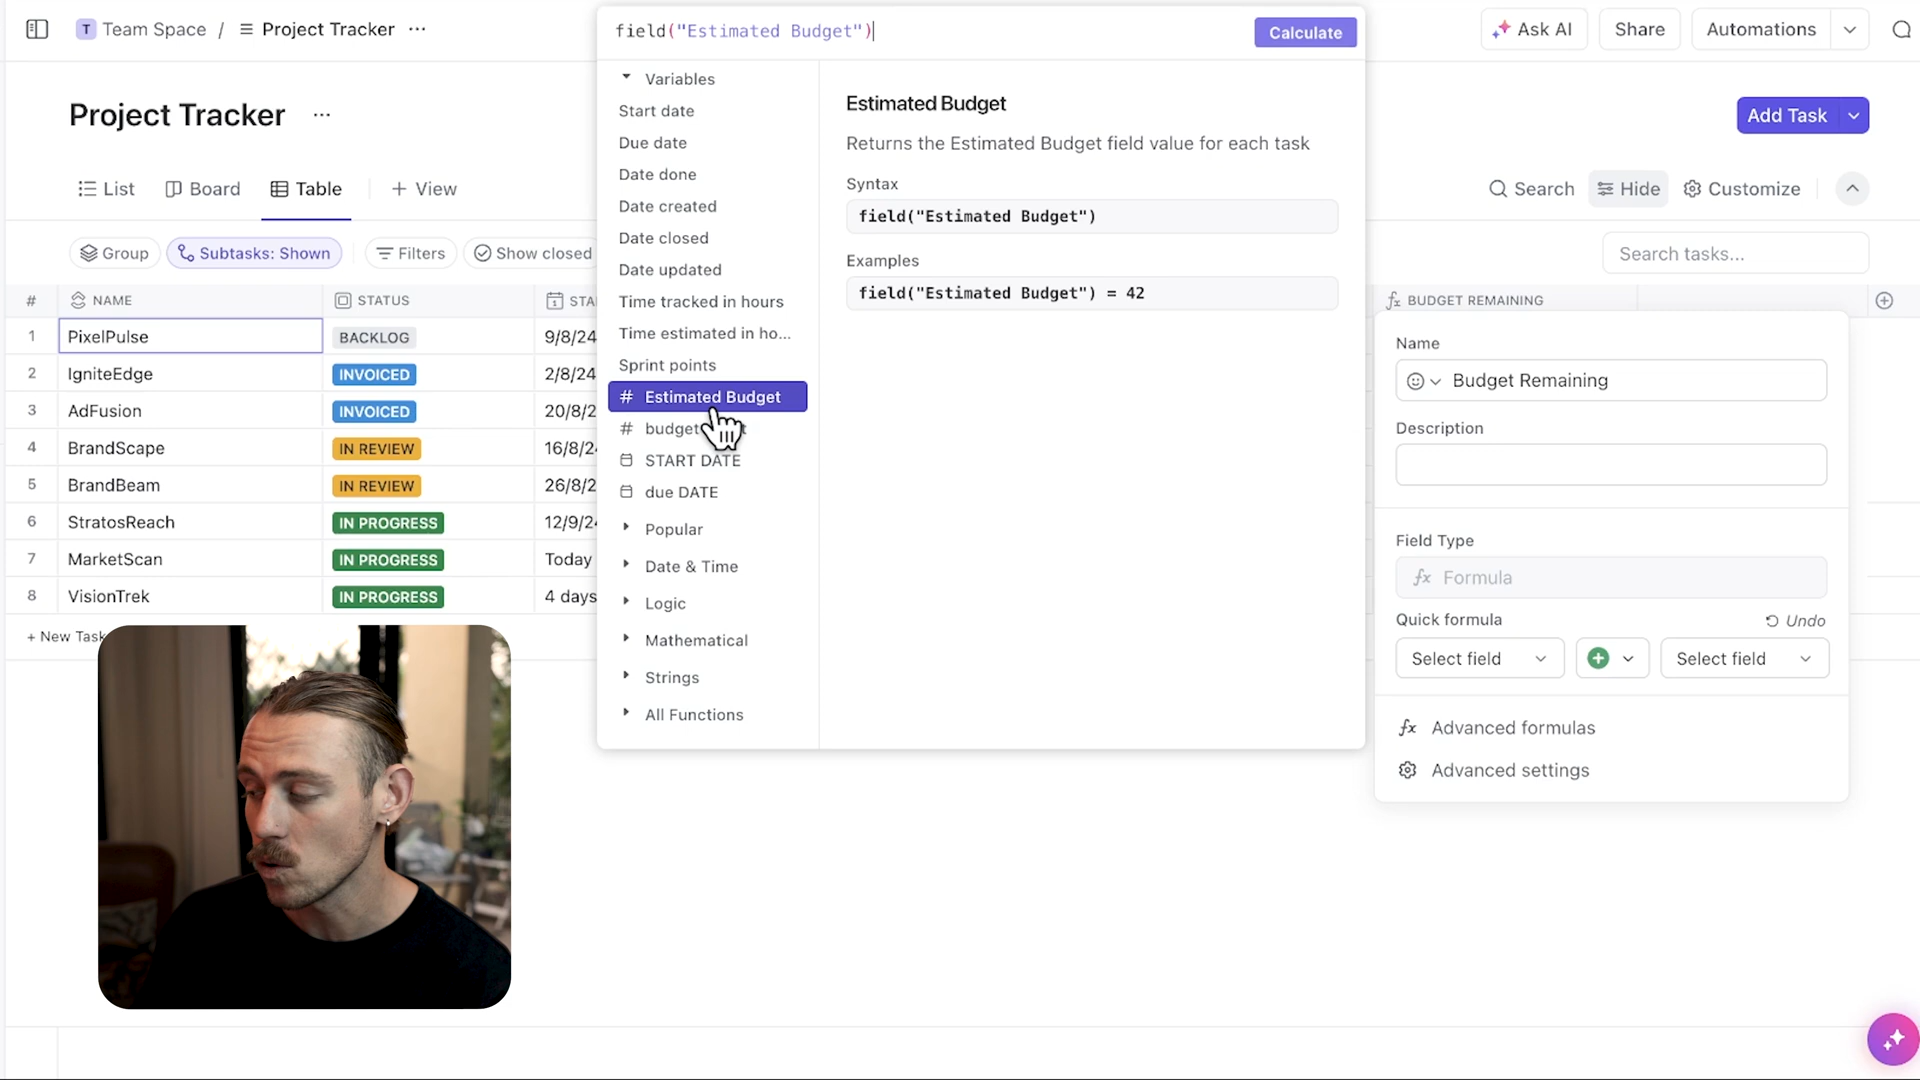 T Team Space / Project Tracker ...
field("Estimated Budget")
Calculate
Ask AI
Share
Automations
Project Tracker ...
Add Task
List
Board
Table
+ View
Search
Hide
Customize
Group
Subtasks: Shown
Filters
Show closed
Search tasks...
# NAME STATUS STA
BUDGET REMAINING
1 PixelPulse BACKLOG 9/8/24
2 IgniteEdge INVOICED 2/8/24
3 AdFusion INVOICED 20/8/2
4 BrandScape IN REVIEW 16/8/2
5 BrandBeam IN REVIEW 26/8/2
6 StratosReach IN PROGRESS 12/9/2
7 MarketScan IN PROGRESS Today
8 VisionTrek IN PROGRESS 4 days
+ New Task
Variables
Start date
Due date
Date done
Date created
Date closed
Date updated
Time tracked in hours
Time estimated in ho...
Sprint points
# Estimated Budget
# budget
START DATE
due DATE
Popular
Date & Time
Logic
Mathematical
Strings
All Functions
Estimated Budget
Returns the Estimated Budget field value for each task
Syntax
field("Estimated Budget")
Examples
field("Estimated Budget") = 42
Name
Budget Remaining
Description
Field Type
fx Formula
Quick formula
Undo
Select field
Select field
fx Advanced formulas
Advanced settings